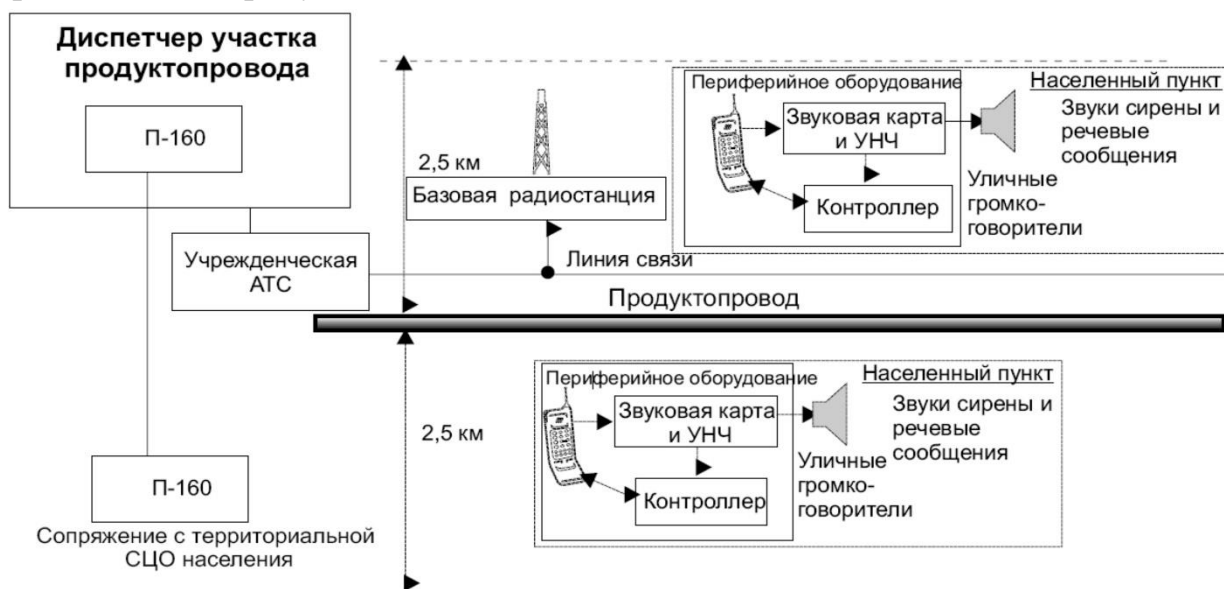 Диспетчер участка
продуктопровода
П-160
Учрежденческая
АТС
П-160
Сопряжение с территориальной
СЦО населения
2,5 км
Базовая радиостанция
Линия связи
Продуктопровод
Периферийное оборудование
Звуковая карта
и УНЧ
Контроллер
Населенный пункт
Звуки сирены и
речевые
сообщения
Уличные
громко-
говорители
2,5 км
Периферийное оборудование
Звуковая карта
и УНЧ
Контроллер
Населенный пункт
Звуки сирены и
речевые
сообщения
Уличные
громко-
говорители